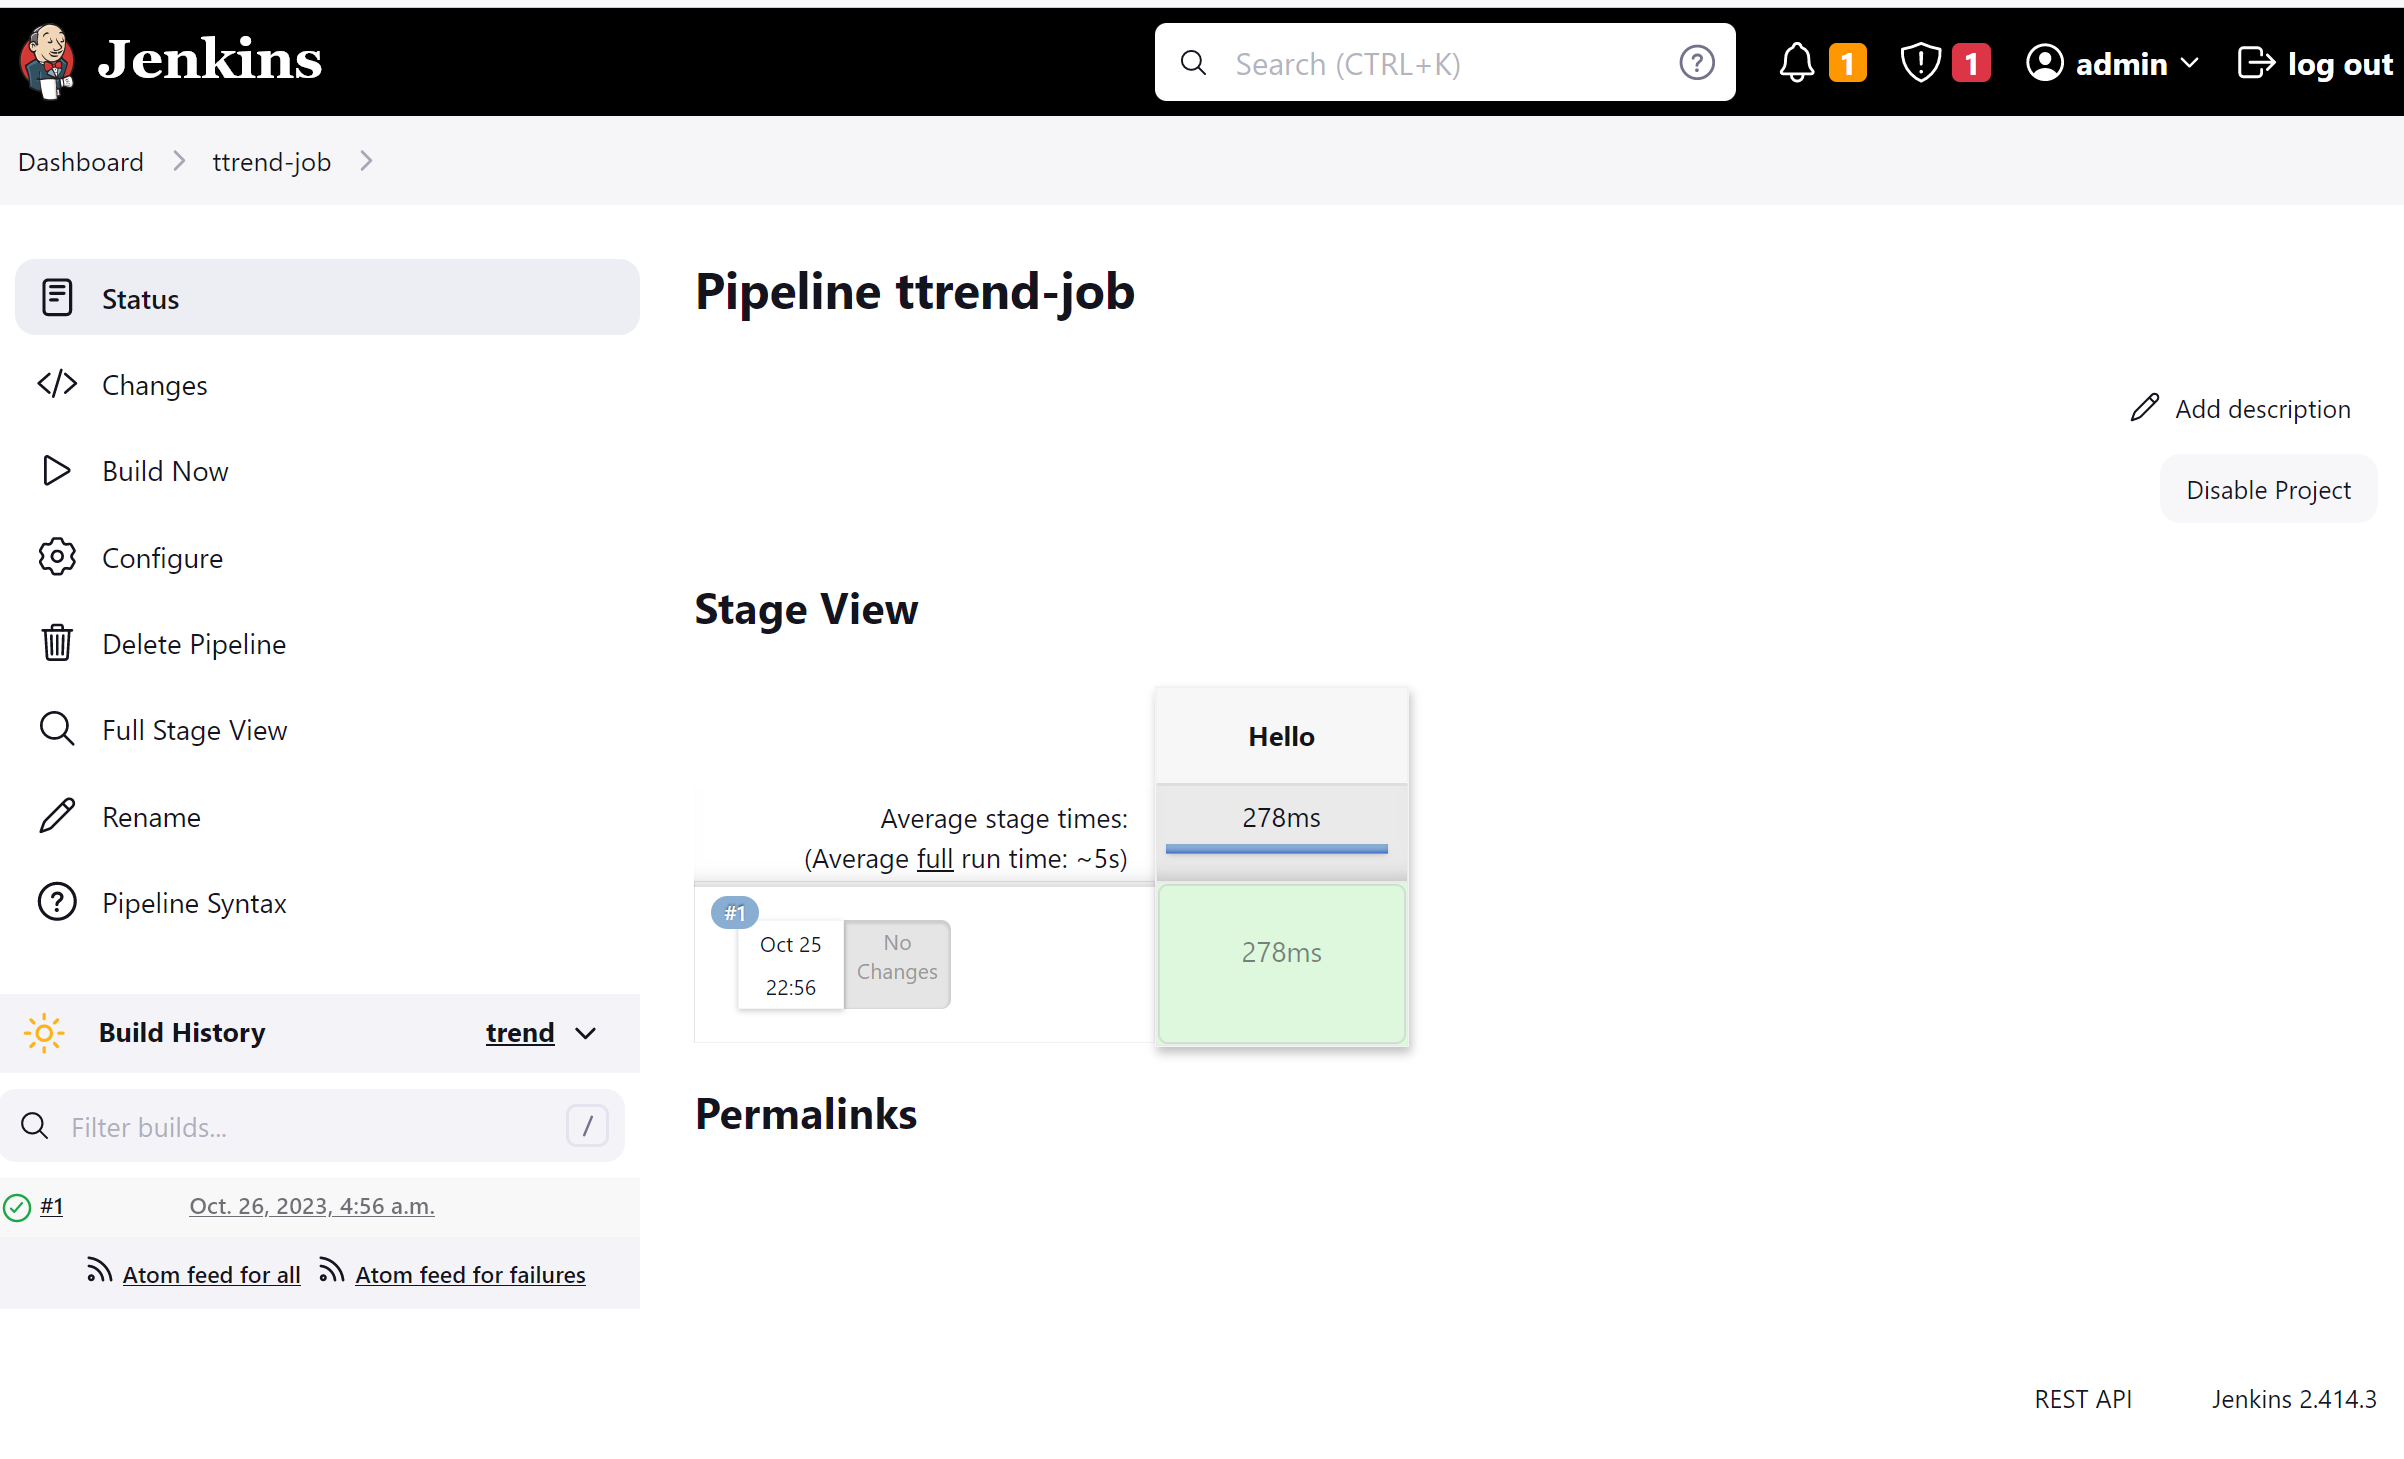 Jenkins
Search (CTRL+K)
1
1
admin
log out
Dashboard
ttrend-job
Status
Changes
Build Now
Configure
Delete Pipeline
Full Stage View
Rename
Pipeline Syntax
Build History
trend
Filter builds...
/
#1
Oct. 26, 2023, 4:56 a.m.
Atom feed for all
Atom feed for failures
Pipeline ttrend-job
Add description
Disable Project
Stage View
Hello
Average stage times:
278ms
(Average full run time: ~5s)
#1
Oct 25
22:56
No
Changes
278ms
Permalinks
REST API
Jenkins 2.414.3